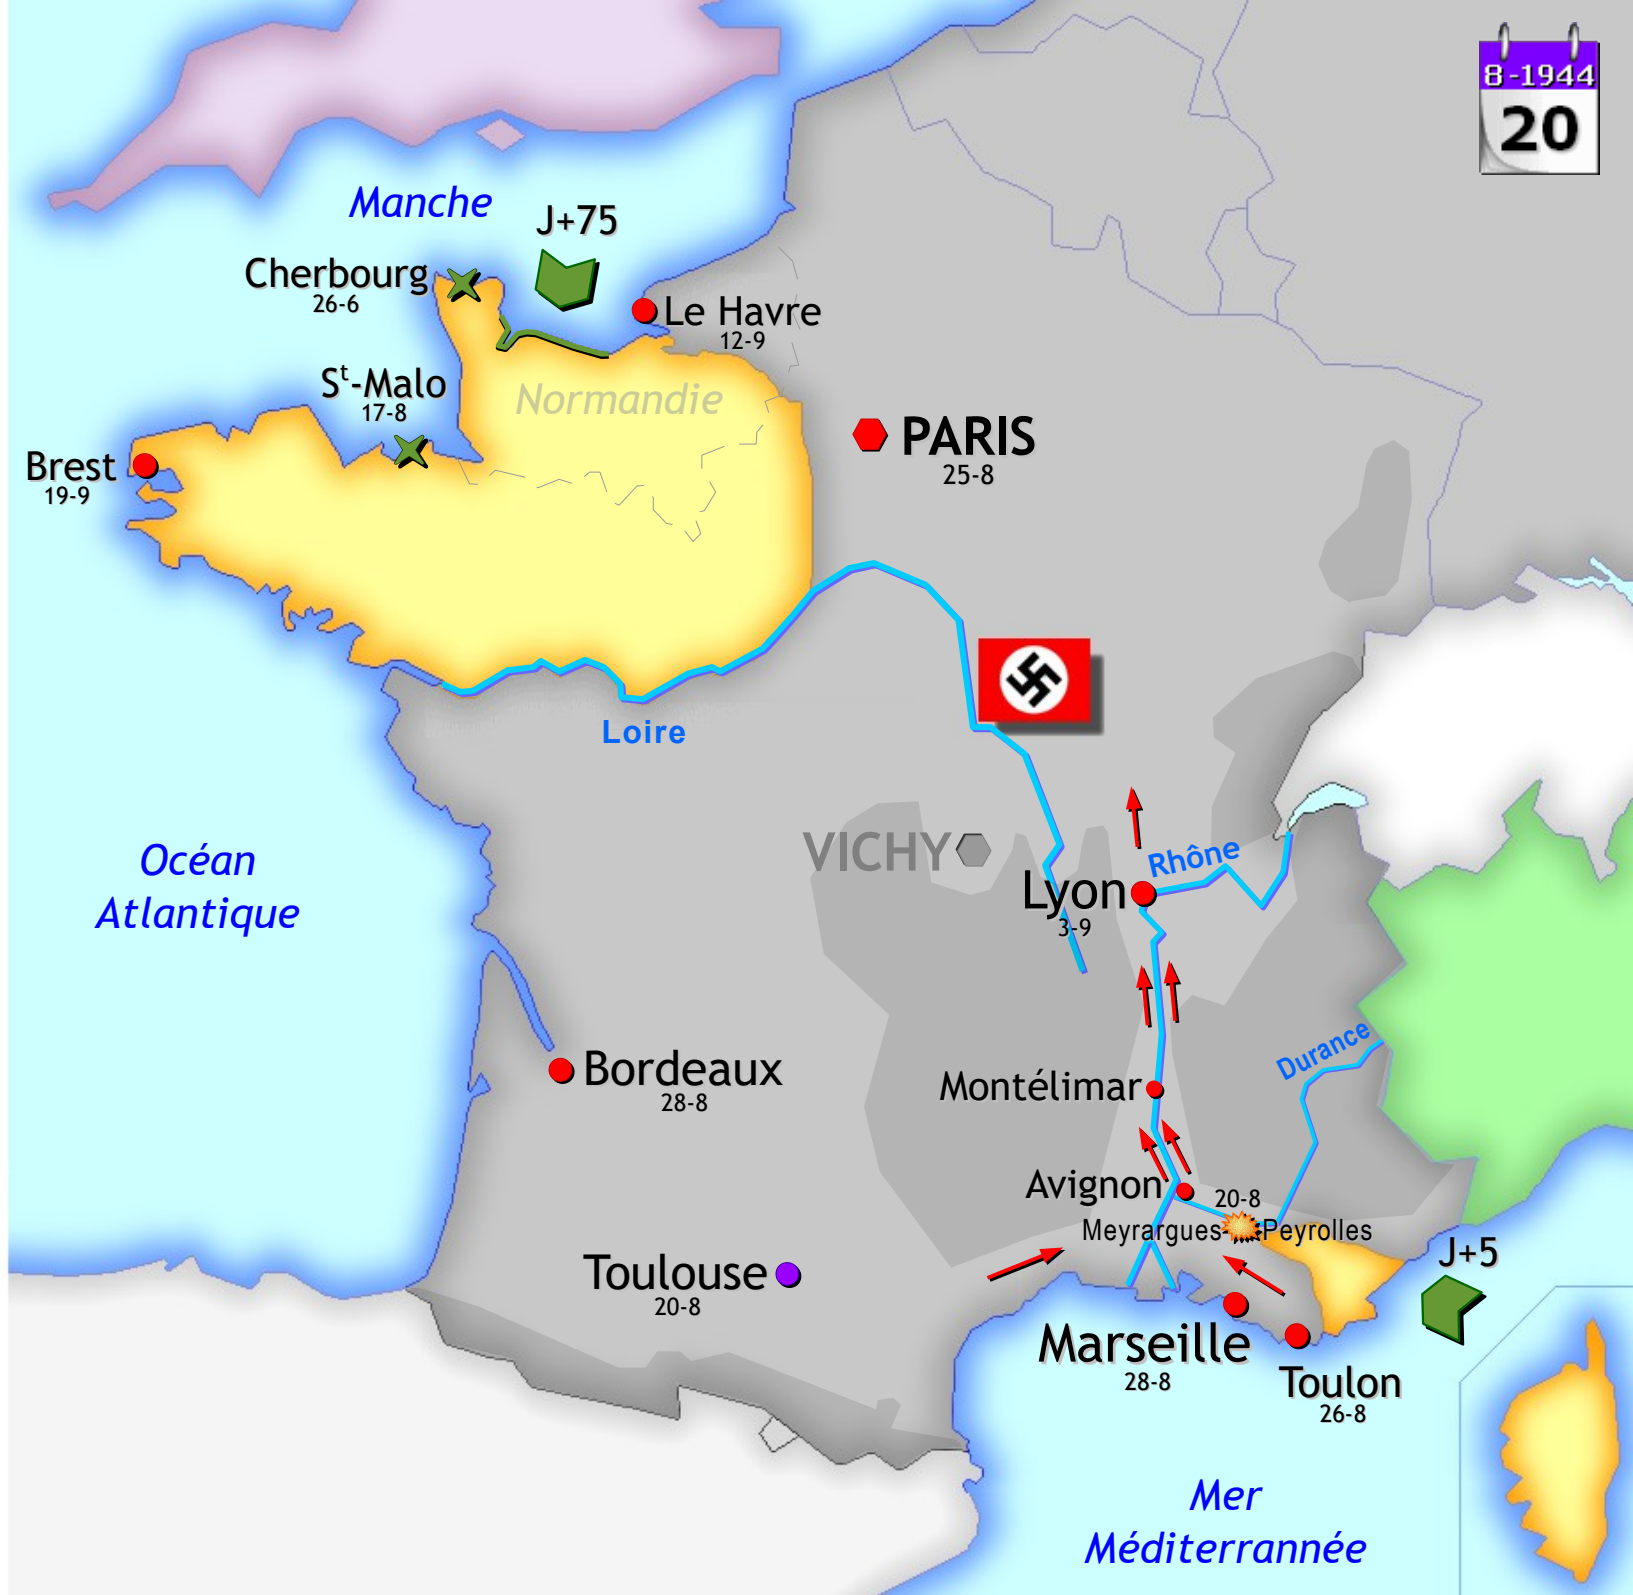 8-1944
20
Manche
J+75
Cherbourg
26-6
Le Havre
12-9
St-Malo
17-8
Normandie
PARIS
25-8
Brest
19-9
Loire
VICHY
Rhône
Lyon
3-9
Océan
Atlantique
Durance
Bordeaux
28-8
Montélimar
Avignon
20-8
Meyrargues
Peyrolles
J+5
Toulouse
20-8
Marseille
28-8
Toulon
26-8
Mer
Méditerrannée